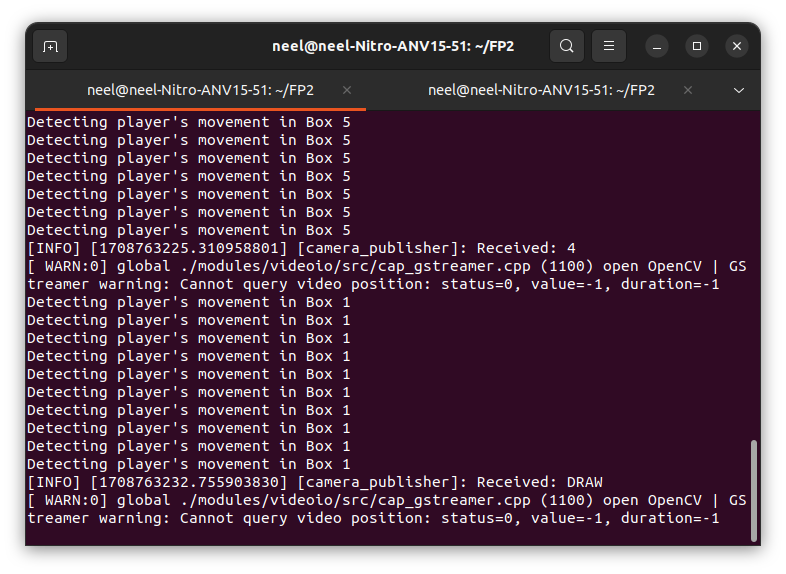 neel@neel-Nitro-ANV15-51: ~/FP2
neel@neel-Nitro-ANV15-51: ~/FP2 neel@neel-Nitro-ANV15-51: ~/FP2
Detecting player's movement in Box 5
Detecting player's movement in Box 5
Detecting player's movement in Box 5
Detecting player's movement in Box 5
Detecting player's movement in Box 5
Detecting player's movement in Box 5
Detecting player's movement in Box 5
[INFO] [1708763225.310958801] [camera_publisher]: Received: 4
[ WARN:0] global ./modules/videoio/src/cap_gstreamer.cpp (1100) open OpenCV | GS
treamer warning: Cannot query video position: status=0, value=-1, duration=-1
Detecting player's movement in Box 1
Detecting player's movement in Box 1
Detecting player's movement in Box 1
Detecting player's movement in Box 1
Detecting player's movement in Box 1
Detecting player's movement in Box 1
Detecting player's movement in Box 1
Detecting player's movement in Box 1
Detecting player's movement in Box 1
Detecting player's movement in Box 1
[INFO] [1708763232.755903830] [camera_publisher]: Received: DRAW
[ WARN:0] global ./modules/videoio/src/cap_gstreamer.cpp (1100) open OpenCV | GS
treamer warning: Cannot query video position: status=0, value=-1, duration=-1